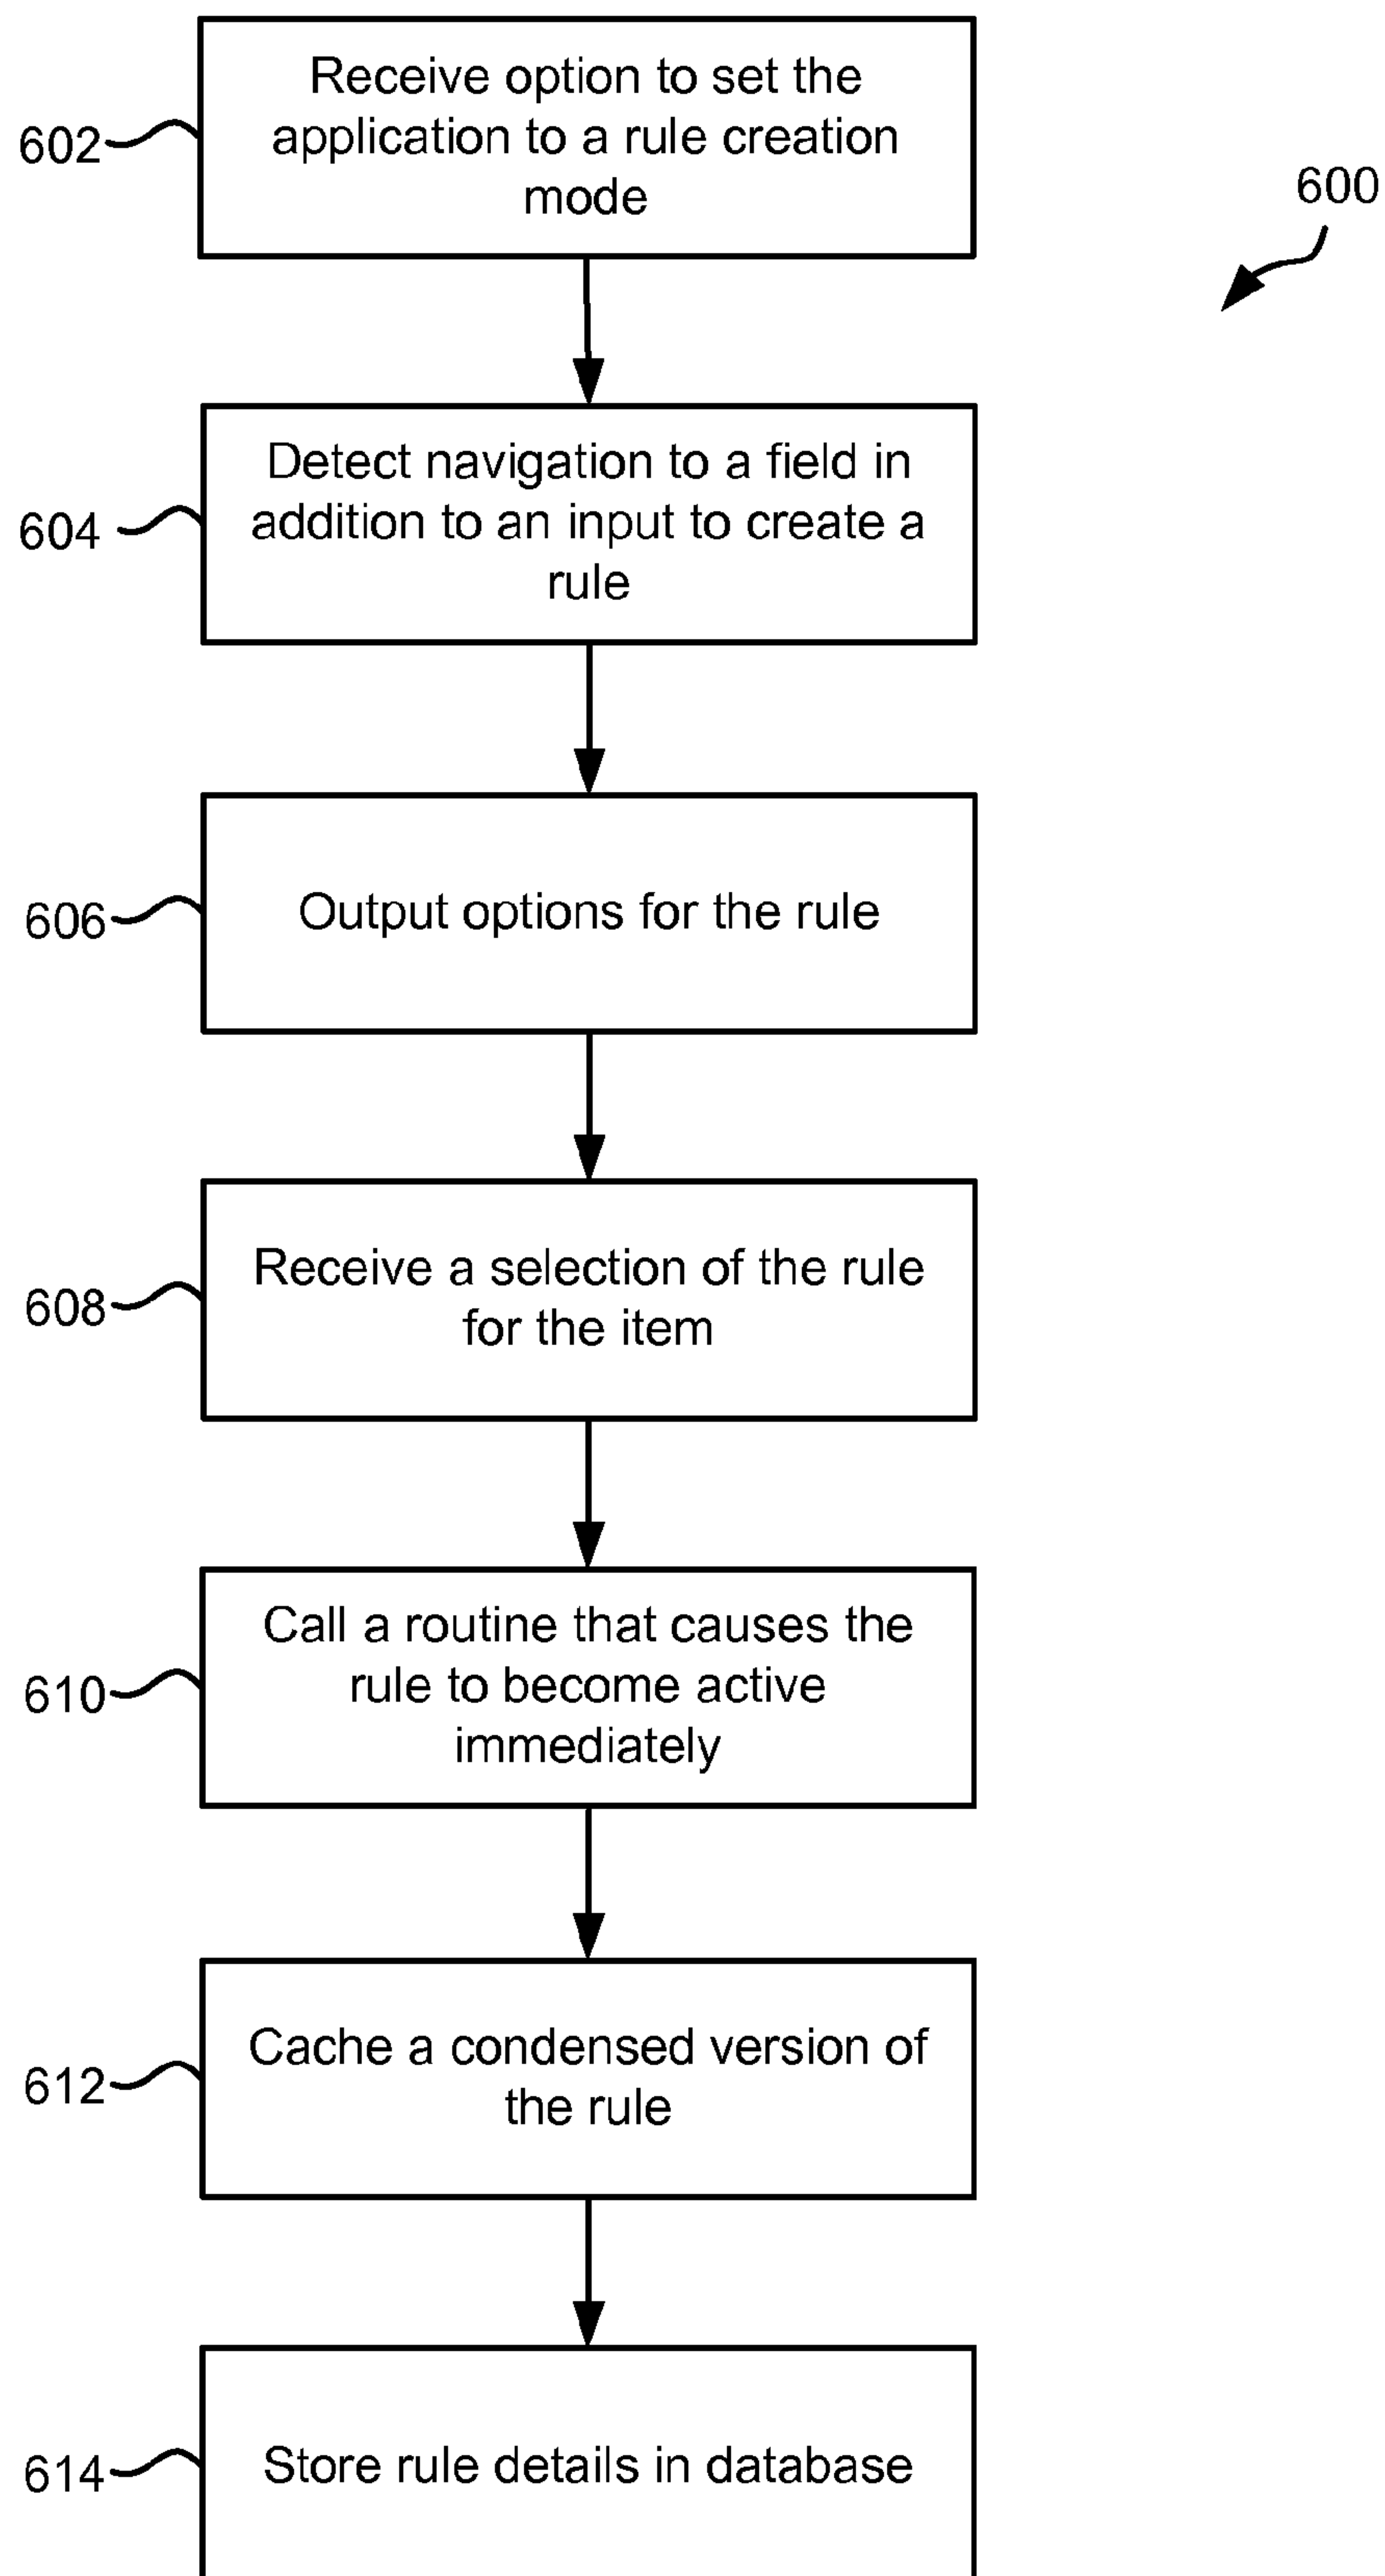 Receive option to set the
application to a rule creation
mode
602
600
Detect navigation to a field in
addition to an input to create a
rule
604
Output options for the rule
606
Receive a selection of the rule
for the item
608
Call a routine that causes the
rule to become active
immediately
610
Cache a condensed version of
the rule
612
Store rule details in database
614